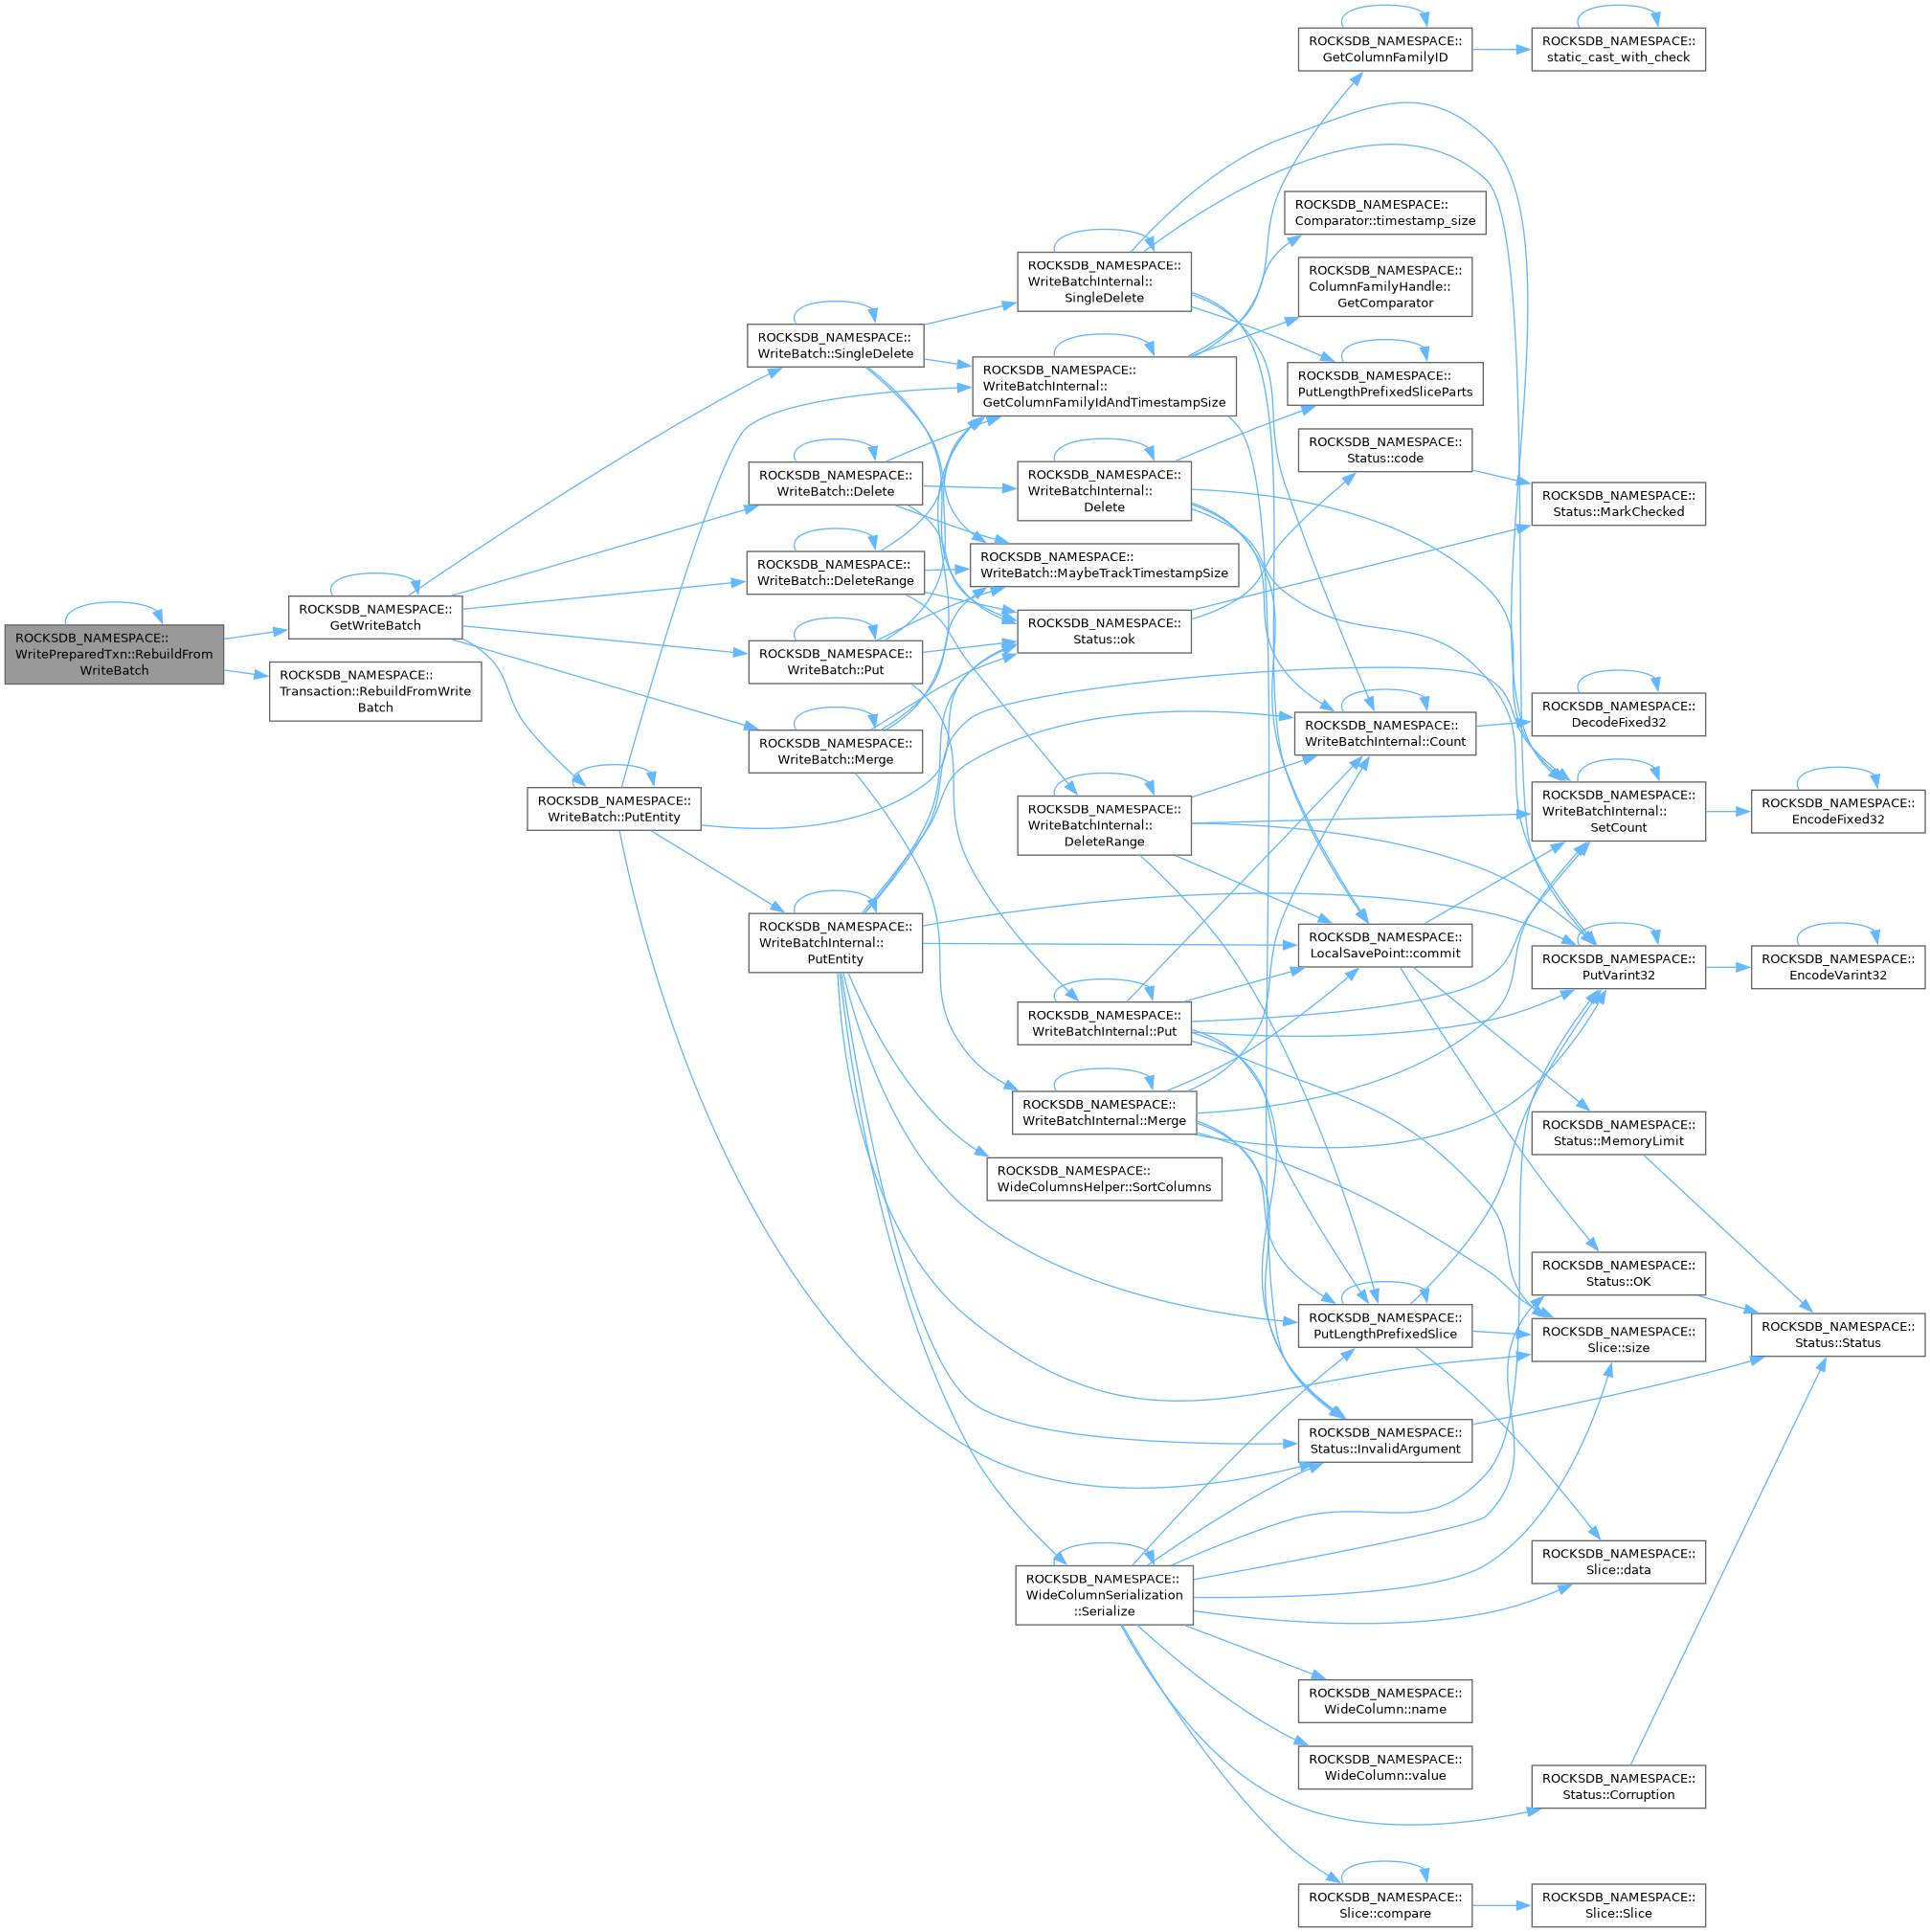 ROCKSDB_NAMESPACE::
WritePreparedTxn::RebuildFrom
WriteBatch
ROCKSDB_NAMESPACE::
GetWriteBatch
ROCKSDB_NAMESPACE::
Transaction::RebuildFromWrite
Batch
ROCKSDB_NAMESPACE::
WriteBatch::PutEntity
ROCKSDB_NAMESPACE::
WriteBatch::SingleDelete
ROCKSDB_NAMESPACE::
WriteBatch::Delete
ROCKSDB_NAMESPACE::
WriteBatch::DeleteRange
ROCKSDB_NAMESPACE::
WriteBatch::Put
ROCKSDB_NAMESPACE::
WriteBatch::Merge
ROCKSDB_NAMESPACE::
WriteBatchInternal::
PutEntity
ROCKSDB_NAMESPACE::
WriteBatchInternal::
SingleDelete
ROCKSDB_NAMESPACE::
WriteBatchInternal::
GetColumnFamilyIdAndTimestampSize
ROCKSDB_NAMESPACE::
WriteBatchInternal::
Delete
ROCKSDB_NAMESPACE::
WriteBatch::MaybeTrackTimestampSize
ROCKSDB_NAMESPACE::
Status::ok
ROCKSDB_NAMESPACE::
WriteBatchInternal::
DeleteRange
ROCKSDB_NAMESPACE::
WriteBatchInternal::Put
ROCKSDB_NAMESPACE::
WriteBatchInternal::Merge
ROCKSDB_NAMESPACE::
WideColumnsHelper::SortColumns
ROCKSDB_NAMESPACE::
WideColumnSerialization
::Serialize
ROCKSDB_NAMESPACE::
GetColumnFamilyID
ROCKSDB_NAMESPACE::
Comparator::timestamp_size
ROCKSDB_NAMESPACE::
ColumnFamilyHandle::
GetComparator
ROCKSDB_NAMESPACE::
PutLengthPrefixedSliceParts
ROCKSDB_NAMESPACE::
Status::code
ROCKSDB_NAMESPACE::
WriteBatchInternal::Count
ROCKSDB_NAMESPACE::
LocalSavePoint::commit
ROCKSDB_NAMESPACE::
PutLengthPrefixedSlice
ROCKSDB_NAMESPACE::
Status::InvalidArgument
ROCKSDB_NAMESPACE::
WideColumn::name
ROCKSDB_NAMESPACE::
WideColumn::value
ROCKSDB_NAMESPACE::
Slice::compare
ROCKSDB_NAMESPACE::
static_cast_with_check
ROCKSDB_NAMESPACE::
Status::MarkChecked
ROCKSDB_NAMESPACE::
DecodeFixed32
ROCKSDB_NAMESPACE::
WriteBatchInternal::
SetCount
ROCKSDB_NAMESPACE::
PutVarint32
ROCKSDB_NAMESPACE::
Status::MemoryLimit
ROCKSDB_NAMESPACE::
Status::OK
ROCKSDB_NAMESPACE::
Slice::size
ROCKSDB_NAMESPACE::
Slice::data
ROCKSDB_NAMESPACE::
Status::Corruption
ROCKSDB_NAMESPACE::
Slice::Slice
ROCKSDB_NAMESPACE::
EncodeFixed32
ROCKSDB_NAMESPACE::
EncodeVarint32
ROCKSDB_NAMESPACE::
Status::Status